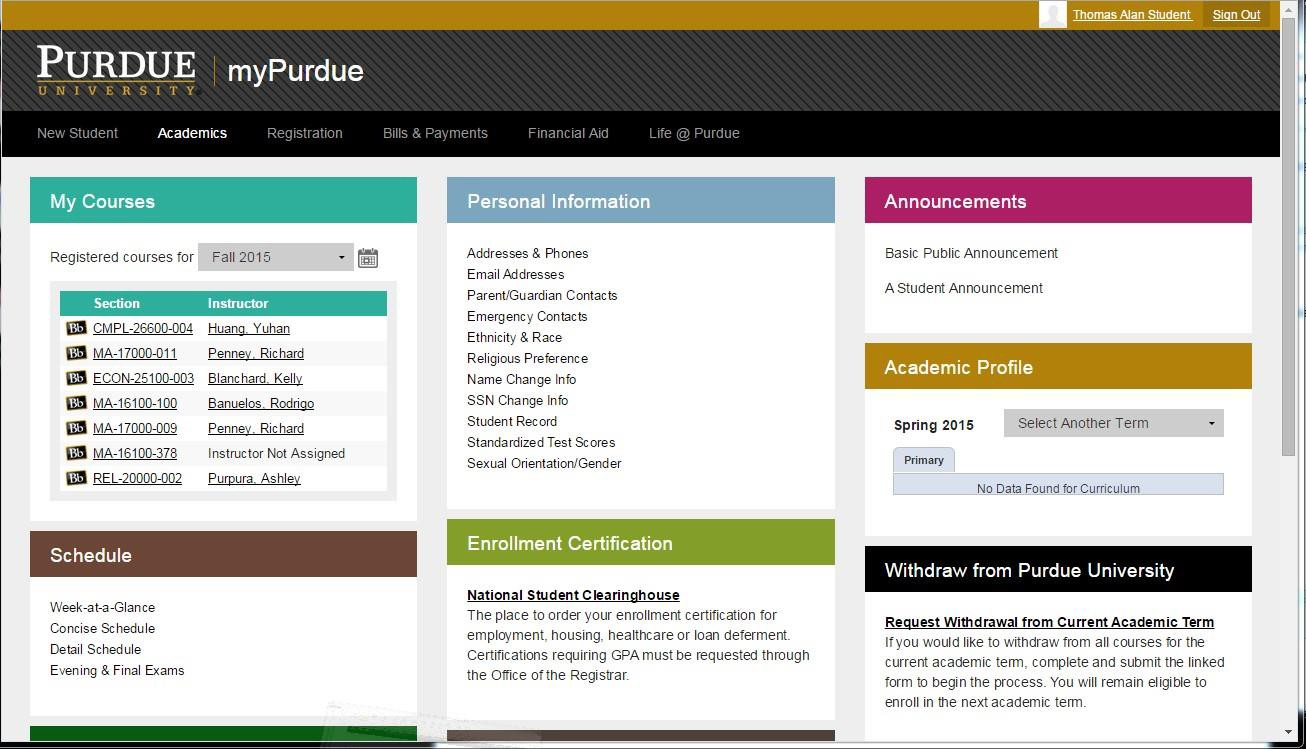 Thomas Alan Student Sign Out
PURDUE
UNIVERSITY
myPurdue
New Student Academics Registration Bills & Payments Financial Aid Life @ Purdue
My Courses
Registered courses for Fall 2015
Section Instructor
Bb CMPL-26600-004 Huang, Yuhan
Bb MA-17000-011 Penney, Richard
Bb ECON-25100-003 Blanchard, Kelly
Bb MA-16100-100 Banuelos, Rodrigo
Bb MA-17000-009 Penney, Richard
Bb MA-16100-378 Instructor Not Assigned
Bb REL-20000-002 Purpura, Ashley
Schedule
Week-at-a-Glance
Concise Schedule
Detail Schedule
Evening & Final Exams
Personal Information
Addresses & Phones
Email Addresses
Parent/Guardian Contacts
Emergency Contacts
Ethnicity & Race
Religious Preference
Name Change Info
SSN Change Info
Student Record
Standardized Test Scores
Sexual Orientation/Gender
Enrollment Certification
National Student Clearinghouse
The place to order your enrollment certification for
employment, housing, healthcare or loan deferment.
Certifications requiring GPA must be requested through
the Office of the Registrar.
Announcements
Basic Public Announcement
A Student Announcement
Academic Profile
Spring 2015 Select Another Term
Primary
No Data Found for Curriculum
Withdraw from Purdue University
Request Withdrawal from Current Academic Term
If you would like to withdraw from all courses for the
current academic term, complete and submit the linked
form to begin the process. You will remain eligible to
enroll in the next academic term.